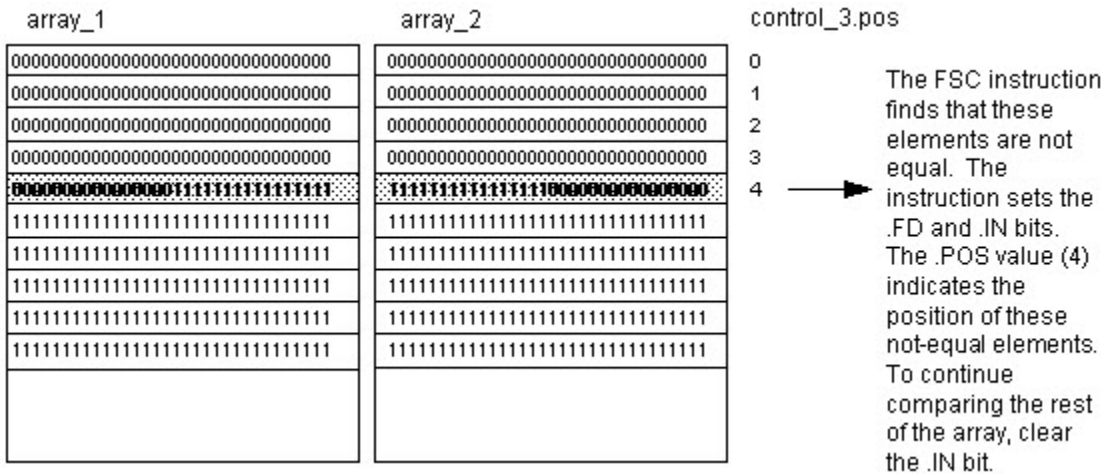 array_1 array_2 control_3.pos
00000000000000000000000000000000 00000000000000000000000000000000 0
00000000000000000000000000000000 00000000000000000000000000000000 1
00000000000000000000000000000000 00000000000000000000000000000000 2
00000000000000000000000000000000 00000000000000000000000000000000 3
00000000000000001111111111111111 11111111111111110000000000000000 4
11111111111111111111111111111111 11111111111111111111111111111111
11111111111111111111111111111111 11111111111111111111111111111111
11111111111111111111111111111111 11111111111111111111111111111111
11111111111111111111111111111111 11111111111111111111111111111111
11111111111111111111111111111111 11111111111111111111111111111111
The FSC instruction
finds that these
elements are not
equal. The
instruction sets the
.FD and .IN bits.
The .POS value (4)
indicates the
position of these
not-equal elements.
To continue
comparing the rest
of the array, clear
the .IN bit.